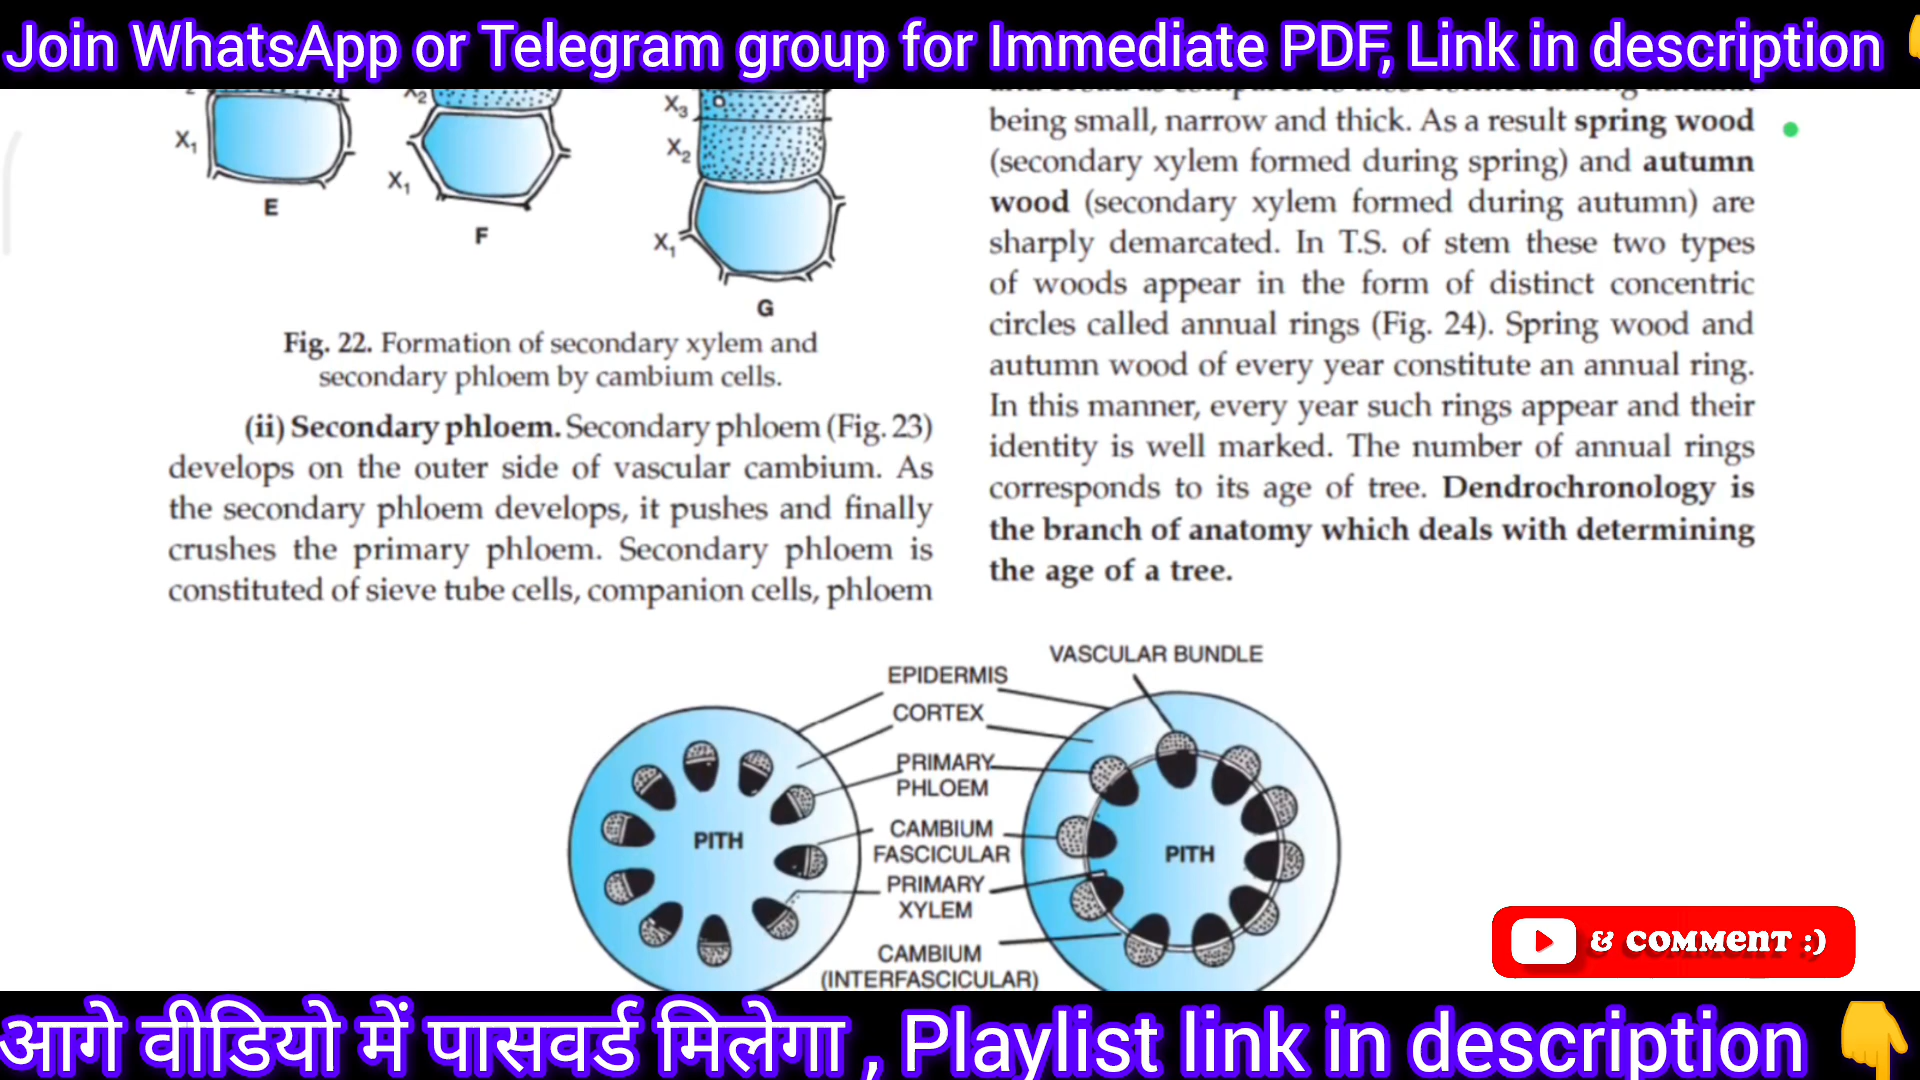 Join WhatsApp or Telegram group for Immediate PDF, Link in description
X₁
E
X₂
X₁
F
X₃
X₂
X₁
G
Fig. 22. Formation of secondary xylem and
secondary phloem by cambium cells.
(ii) Secondary phloem. Secondary phloem (Fig. 23)
develops on the outer side of vascular cambium. As
the secondary phloem develops, it pushes and finally
crushes the primary phloem. Secondary phloem is
constituted of sieve tube cells, companion cells, phloem
being small, narrow and thick. As a result spring wood
(secondary xylem formed during spring) and autumn
wood (secondary xylem formed during autumn) are
sharply demarcated. In T.S. of stem these two types
of woods appear in the form of distinct concentric
circles called annual rings (Fig. 24). Spring wood and
autumn wood of every year constitute an annual ring.
In this manner, every year such rings appear and their
identity is well marked. The number of annual rings
corresponds to its age of tree. Dendrochronology is
the branch of anatomy which deals with determining
the age of a tree.
VASCULAR BUNDLE
EPIDERMIS
CORTEX
PRIMARY
PHLOEM
CAMBIUM
FASCICULAR
PRIMARY
XYLEM
CAMBIUM
(INTERFASCICULAR)
PITH
PITH
& COMMENT :)
आगे वीडियो में पासवर्ड मिलेगा , Playlist link in description